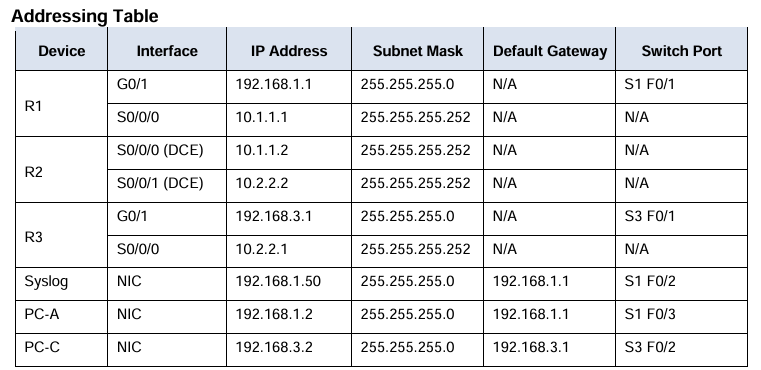 Addressing Table
Device Interface IP Address Subnet Mask Default Gateway Switch Port
R1 G0/1 192.168.1.1 255.255.255.0 N/A S1 F0/1
S0/0/0 10.1.1.1 255.255.255.252 N/A N/A
R2 S0/0/0 (DCE) 10.1.1.2 255.255.255.252 N/A N/A
S0/0/1 (DCE) 10.2.2.2 255.255.255.252 N/A N/A
R3 G0/1 192.168.3.1 255.255.255.0 N/A S3 F0/1
S0/0/0 10.2.2.1 255.255.255.252 N/A N/A
Syslog NIC 192.168.1.50 255.255.255.0 192.168.1.1 S1 F0/2
PC-A NIC 192.168.1.2 255.255.255.0 192.168.1.1 S1 F0/3
PC-C NIC 192.168.3.2 255.255.255.0 192.168.3.1 S3 F0/2